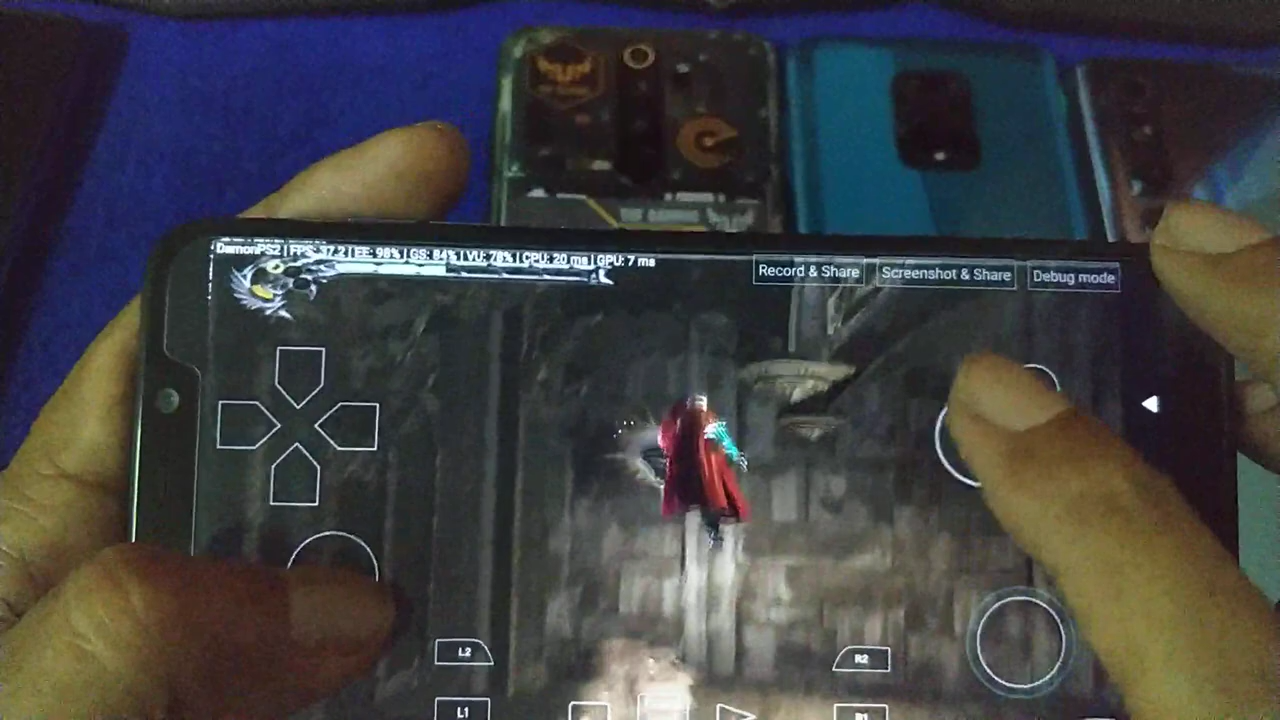 DamonPS2 | FPS: 37.2 | EE: 98% | GS: 84% | VU: 78% | CPU: 20 ms | GPU: 7 ms
Record & Share
Screenshot & Share
Debug mode
L2
R2
L1
R1